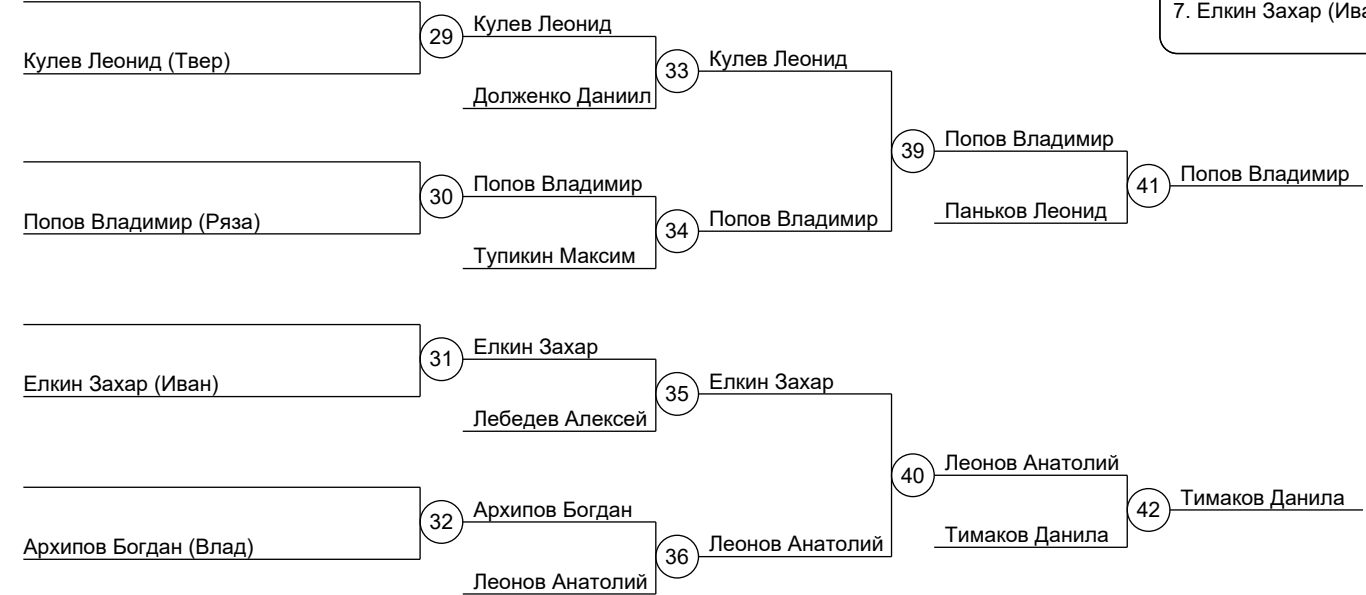 7. Елкин Захар (Ива
29
Кулев Леонид
Кулев Леонид (Твер)
33
Кулев Леонид
Долженко Даниил
39
Попов Владимир
30
Попов Владимир
41
Попов Владимир
Попов Владимир (Ряза)
34
Попов Владимир
Паньков Леонид
Тупикин Максим
31
Елкин Захар
Елкин Захар (Иван)
35
Елкин Захар
Лебедев Алексей
40
Леонов Анатолий
32
Архипов Богдан
42
Тимаков Данила
Архипов Богдан (Влад)
36
Леонов Анатолий
Тимаков Данила
Леонов Анатолий